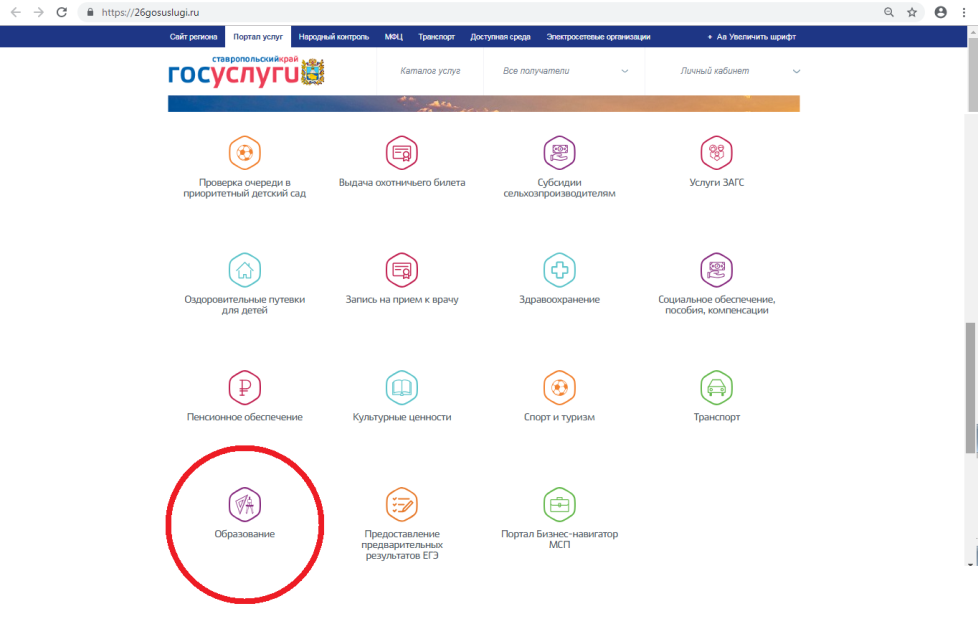 https://26gosuslugi.ru
Сайт региона Портал услуг Народный контроль МФЦ Транспорт Доступная среда Электросетевые организации + Aa Увеличить шрифт
ставропольский край
госуслуги
Каталог услуг Все получатели Личный кабинет
Проверка очереди в
приоритетный детский сад
Выдача охотничьего билета
Субсидии
сельхозпроизводителям
Услуги ЗАГС
Оздоровительные путевки
для детей
Запись на прием к врачу
Здравоохранение
Социальное обеспечение,
пособия, компенсации
Пенсионное обеспечение
Культурные ценности
Спорт и туризм
Транспорт
Образование
Предоставление
предварительных
результатов ЕГЭ
Портал Бизнес-навигатор
МСП